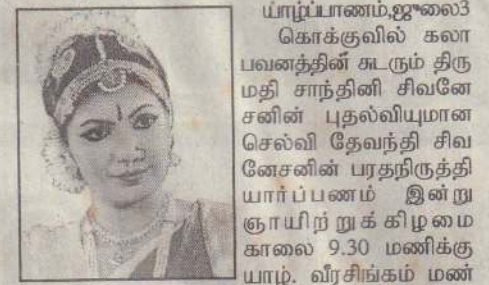 யாழ்ப்பாணம்,ஜுலை3
கொக்குவில் கலா
பவனத்தின் சுடரும் திரு
மதி சாந்தினி சிவனே
சனின் புதல்வியுமான
செல்வி தேவந்தி சிவ
னேசனின் பரதநிருத்தி
யார்ப்பணம் இன்று
ஞாயிற்றுக்கிழமை
காலை 9.30 மணிக்கு
யாழ். வீரசிங்கம் மண்